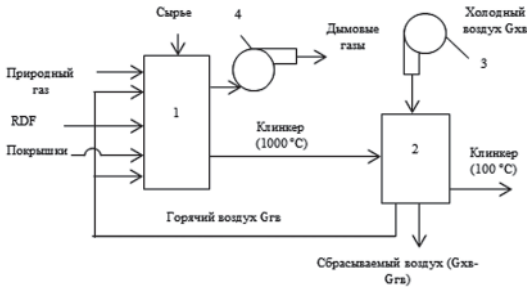 Сырье
4
Дымовые
газы
Холодный
воздух Gхв
3
Природный
газ
RDF
Покрышки
1
Клинкер
(1000 °C)
2
Клинкер
(100 °C)
Горячий воздух Gгв
Сбрасываемый воздух (Gхв-
Gгв)